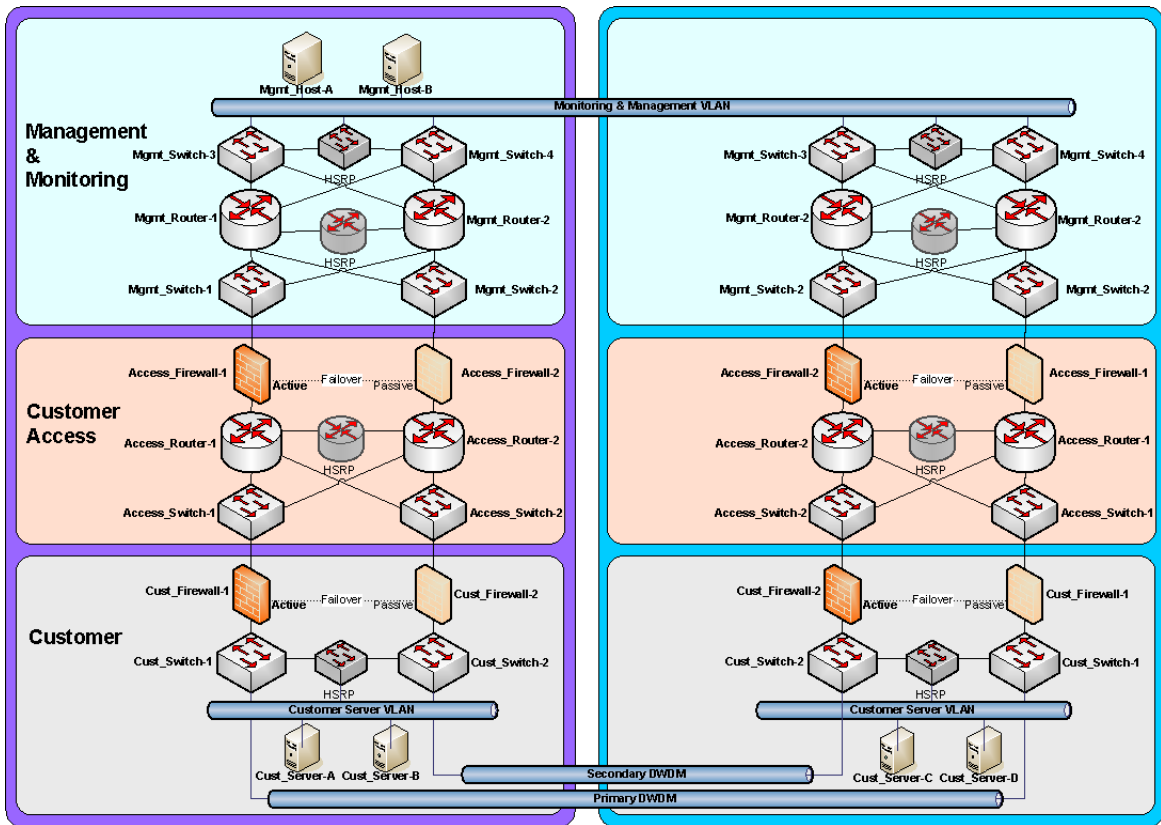 Mgmt_Host-A
Mgmt_Host-B
Monitoring & Management VLAN
Management
&
Monitoring
Mgmt_Switch-3
Mgmt_Switch-4
HSRP
Mgmt_Router-1
Mgmt_Router-2
HSRP
Mgmt_Switch-1
Mgmt_Switch-2
Mgmt_Switch-3
Mgmt_Switch-4
HSRP
Mgmt_Router-2
Mgmt_Router-2
HSRP
Mgmt_Switch-2
Mgmt_Switch-2
Customer
Access
Access_Firewall-1
Active
Failover
Passive
Access_Firewall-2
Access_Router-1
Access_Router-2
HSRP
Access_Switch-1
Access_Switch-2
Access_Firewall-2
Active
Failover
Passive
Access_Firewall-1
Access_Router-2
Access_Router-1
HSRP
Access_Switch-2
Access_Switch-1
Customer
Cust_Firewall-1
Active
Failover
Passive
Cust_Firewall-2
Cust_Switch-1
Cust_Switch-2
HSRP
Customer Server VLAN
Cust_Server-A
Cust_Server-B
Cust_Firewall-2
Active
Failover
Passive
Cust_Firewall-1
Cust_Switch-2
Cust_Switch-1
HSRP
Customer Server VLAN
Cust_Server-C
Cust_Server-D
Secondary DWDM
Primary DWDM